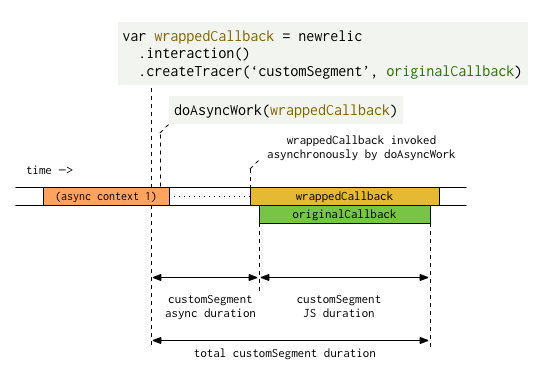 var wrappedCallback = newrelic
.interaction()
.createTracer(‘customSegment’, originalCallback)
doAsyncWork(wrappedCallback)
wrappedCallback invoked
asynchronously by doAsyncWork
time —>
(async context 1)
wrappedCallback
originalCallback
customSegment
async duration
customSegment
JS duration
total customSegment duration